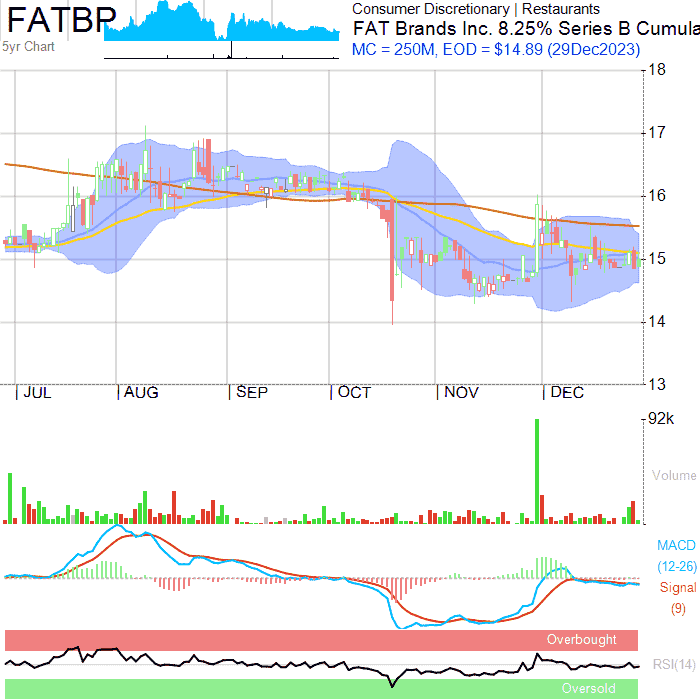 FATBP
5yr Chart
Consumer Discretionary | Restaurants
FAT Brands Inc. 8.25% Series B Cumula
MC = 250M, EOD = $14.89 (29Dec2023)
18
17
16
15
14
13
JUL AUG SEP OCT NOV DEC
92k
Volume
MACD
(12-26)
Signal
(9)
Overbought
RSI(14)
Oversold